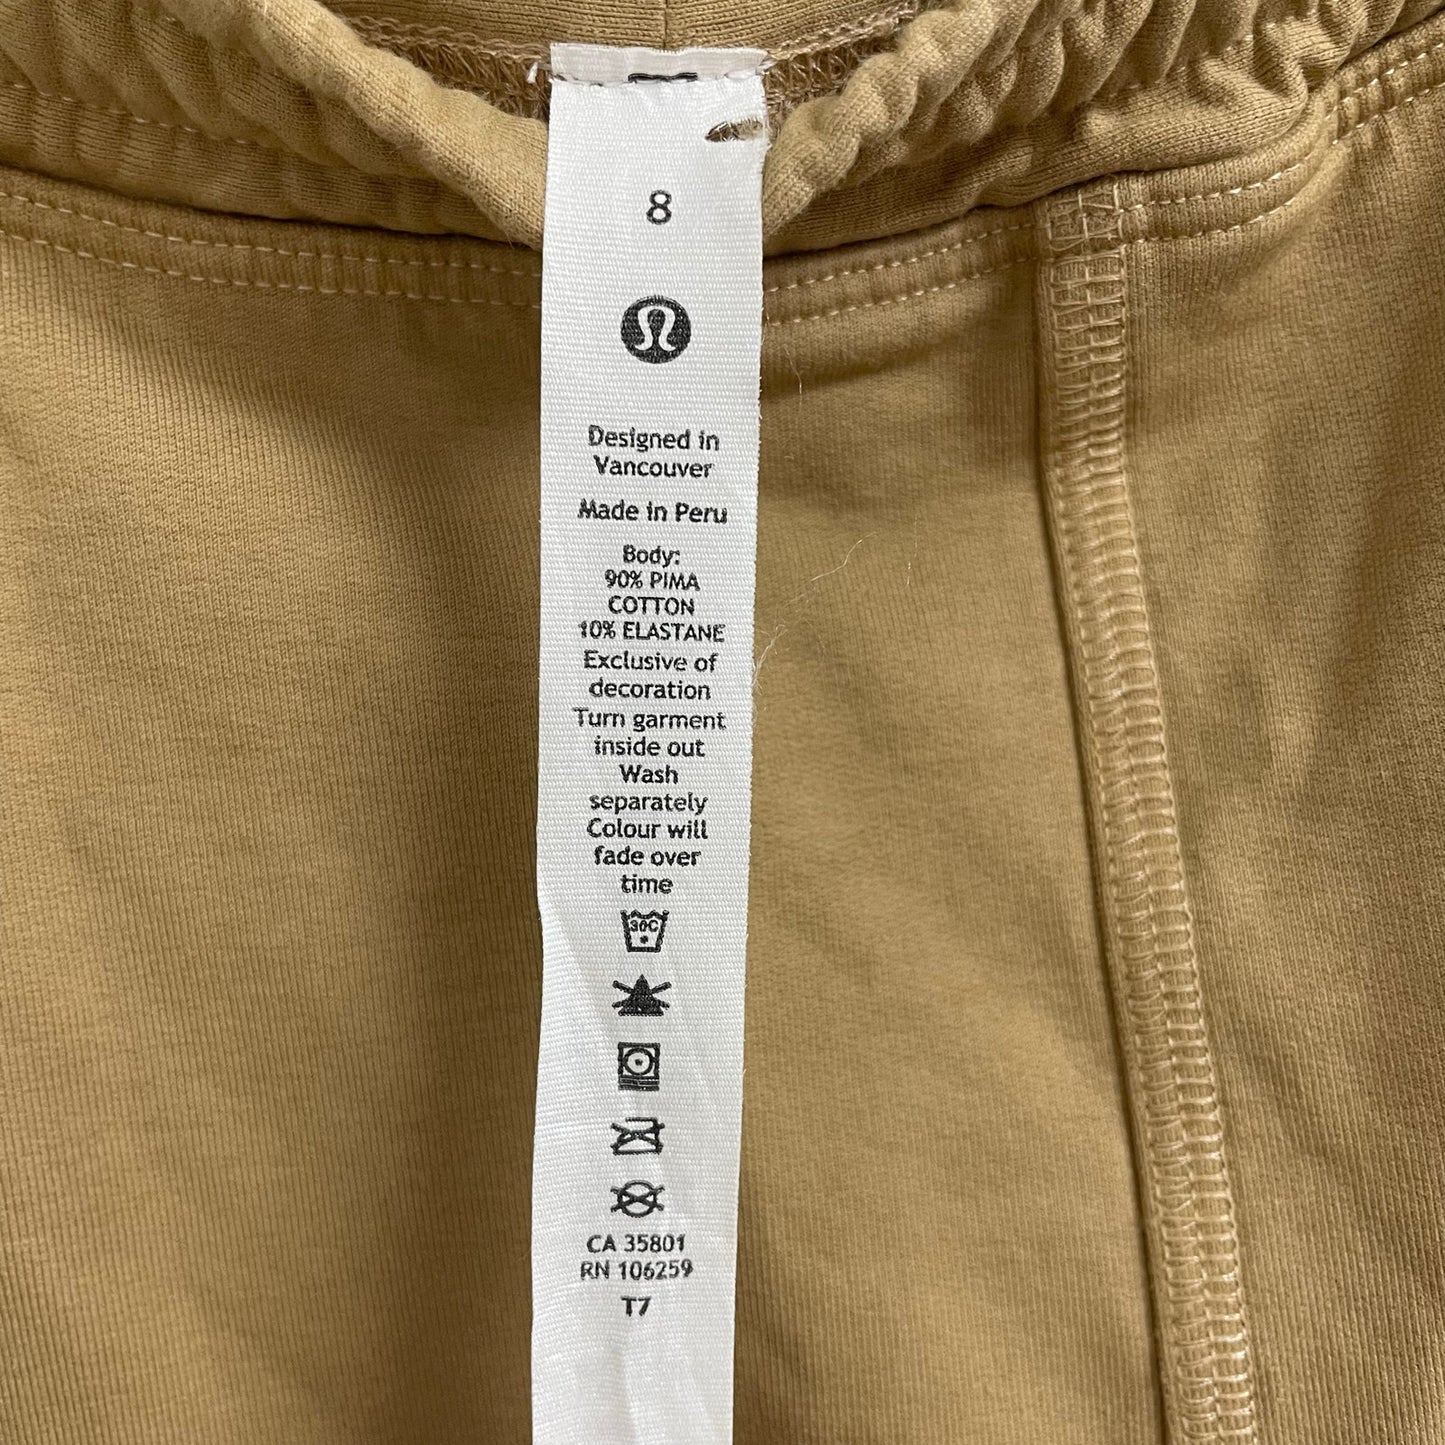 8
Designed in
Vancouver
Made in Peru
Body:
90% PIMA
COTTON
10% ELASTANE
Exclusive of
decoration
Turn garment
inside out
Wash
separately
Colour will
fade over
time
30C
CA 35801
RN 106259
T7